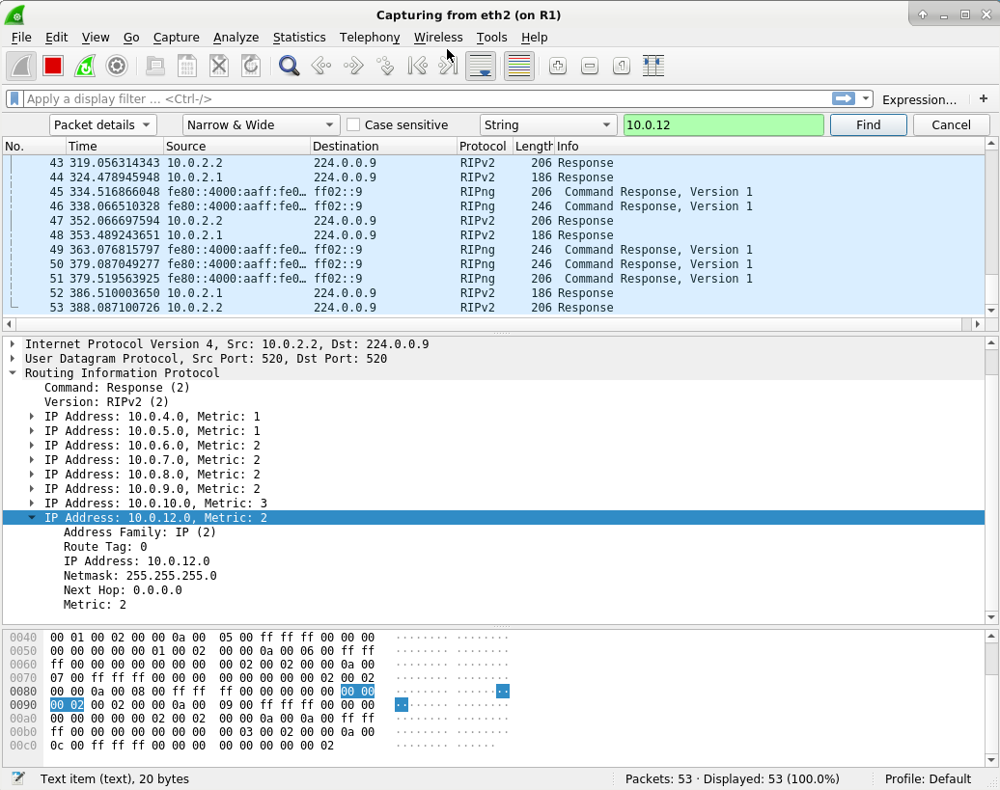 Capturing from eth2 (on R1)
File Edit View Go Capture Analyze Statistics Telephony Wireless Tools Help
Apply a display filter … <Ctrl-/> Expression… +
Packet details Narrow & Wide Case sensitive String 10.0.12 Find Cancel
No. Time Source Destination Protocol Length Info
43 319.056314343 10.0.2.2 224.0.0.9 RIPv2 206 Response
44 324.478945948 10.0.2.1 224.0.0.9 RIPv2 186 Response
45 334.516866048 fe80::4000:aaff:fe0… ff02::9 RIPng 206 Command Response, Version 1
46 338.066510328 fe80::4000:aaff:fe0… ff02::9 RIPng 246 Command Response, Version 1
47 352.066697594 10.0.2.2 224.0.0.9 RIPv2 206 Response
48 353.489243651 10.0.2.1 224.0.0.9 RIPv2 186 Response
49 363.076815797 fe80::4000:aaff:fe0… ff02::9 RIPng 246 Command Response, Version 1
50 379.087049277 fe80::4000:aaff:fe0… ff02::9 RIPng 246 Command Response, Version 1
51 379.519563925 fe80::4000:aaff:fe0… ff02::9 RIPng 206 Command Response, Version 1
52 386.510003650 10.0.2.1 224.0.0.9 RIPv2 186 Response
53 388.087100726 10.0.2.2 224.0.0.9 RIPv2 206 Response
Internet Protocol Version 4, Src: 10.0.2.2, Dst: 224.0.0.9
User Datagram Protocol, Src Port: 520, Dst Port: 520
Routing Information Protocol
Command: Response (2)
Version: RIPv2 (2)
IP Address: 10.0.4.0, Metric: 1
IP Address: 10.0.5.0, Metric: 1
IP Address: 10.0.6.0, Metric: 2
IP Address: 10.0.7.0, Metric: 2
IP Address: 10.0.8.0, Metric: 2
IP Address: 10.0.9.0, Metric: 2
IP Address: 10.0.10.0, Metric: 3
IP Address: 10.0.12.0, Metric: 2
Address Family: IP (2)
Route Tag: 0
IP Address: 10.0.12.0
Netmask: 255.255.255.0
Next Hop: 0.0.0.0
Metric: 2
0040 00 01 00 02 00 00 0a 00 05 00 ff ff ff 00 00 00 ········ ········
0050 00 00 00 00 00 01 00 02 00 00 0a 00 06 00 ff ff ········ ········
0060 ff 00 00 00 00 00 00 00 00 02 00 02 00 00 0a 00 ········ ········
0070 07 00 ff ff ff 00 00 00 00 00 00 00 00 02 00 02 ········ ········
0080 00 00 0a 00 08 00 ff ff ff 00 00 00 00 00 00 00 ········ ········
0090 00 02 00 02 00 00 0a 00 09 00 ff ff ff 00 00 00 ········ ········
00a0 00 00 00 00 00 02 00 02 00 00 0a 00 0a 00 ff ff ········ ········
00b0 ff 00 00 00 00 00 00 00 00 03 00 02 00 00 0a 00 ········ ········
00c0 0c 00 ff ff ff 00 00 00 00 00 00 00 00 02 ········ ······
Text item (text), 20 bytes Packets: 53 · Displayed: 53 (100.0%) Profile: Default